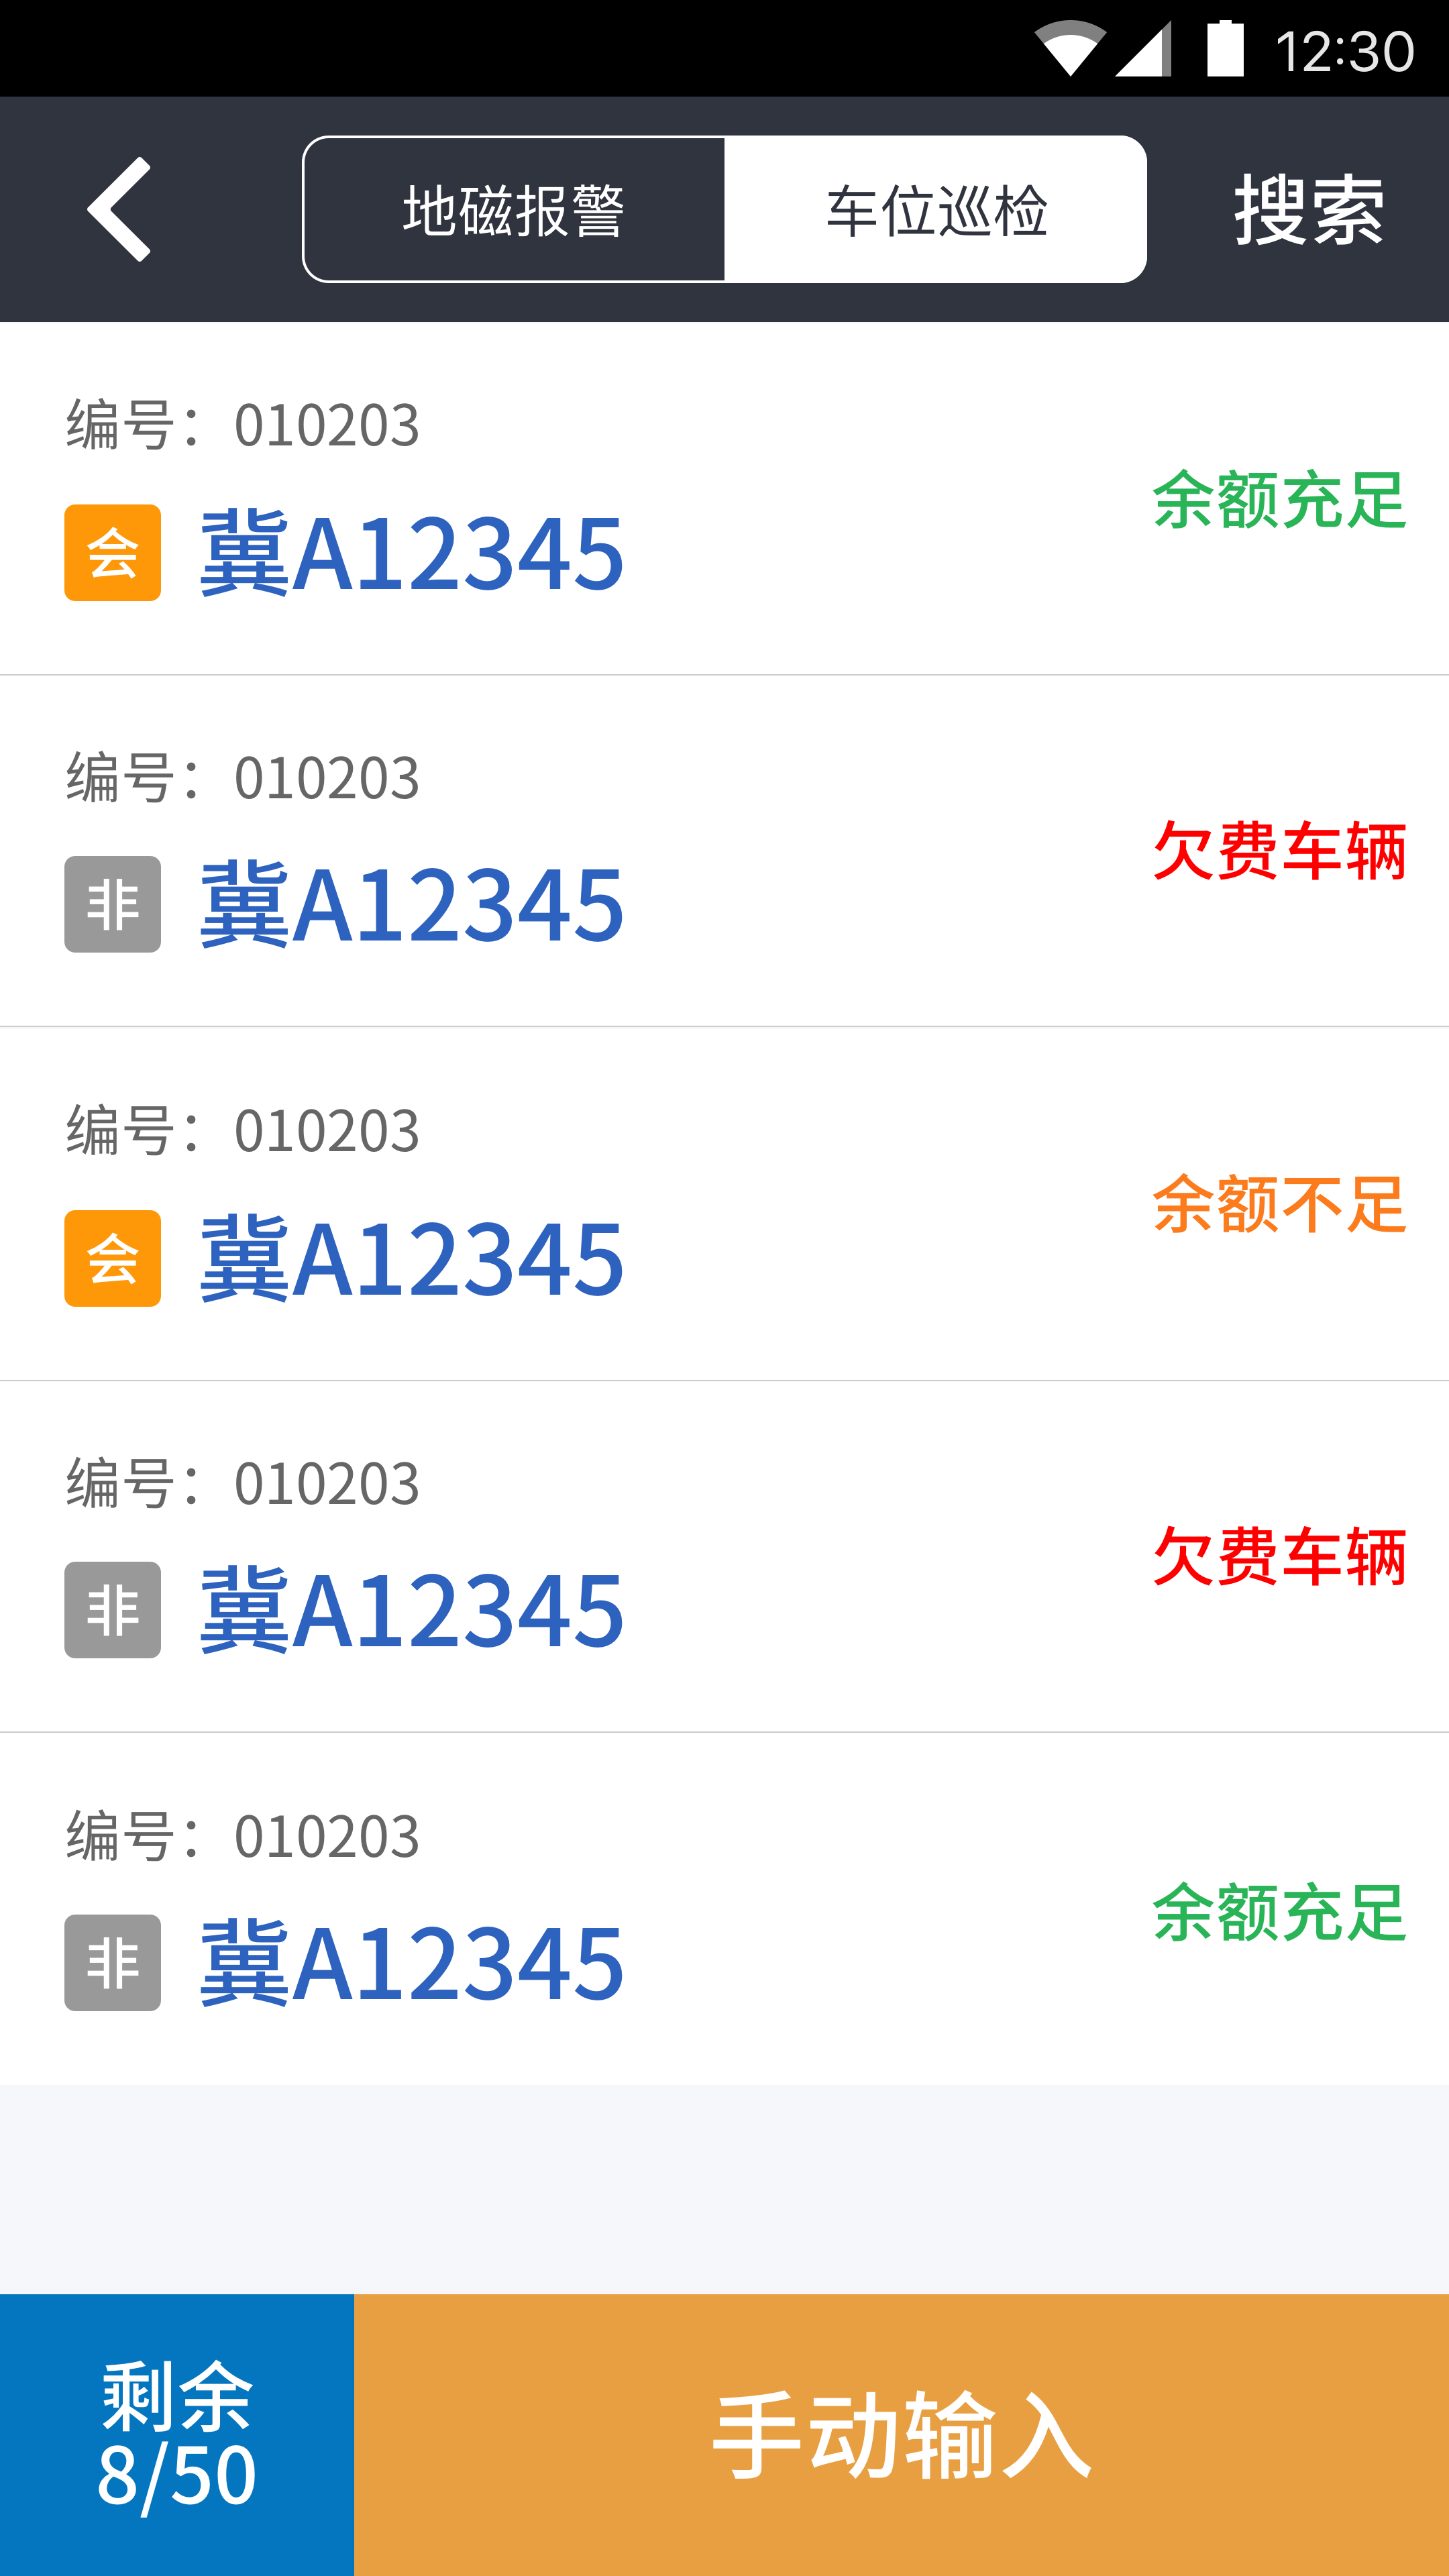 12:30
地磁报警 车位巡检 搜索
编号：010203
余额充足
会 冀A12345
编号：010203
欠费车辆
非 冀A12345
编号：010203
余额不足
会 冀A12345
编号：010203
欠费车辆
非 冀A12345
编号：010203
余额充足
非 冀A12345
剩余
8/50
手动输入